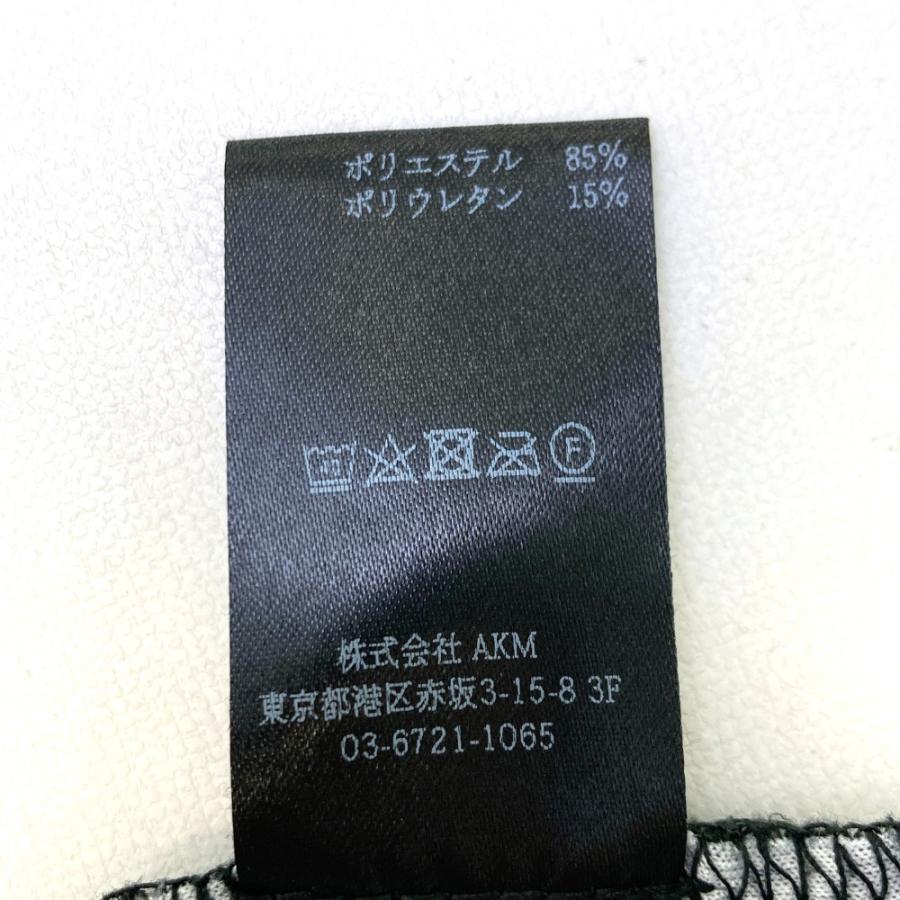 ポリエステル 85%
ポリウレタン 15%
F
株式会社 AKM
東京都港区赤坂3-15-8 3F
03-6721-1065